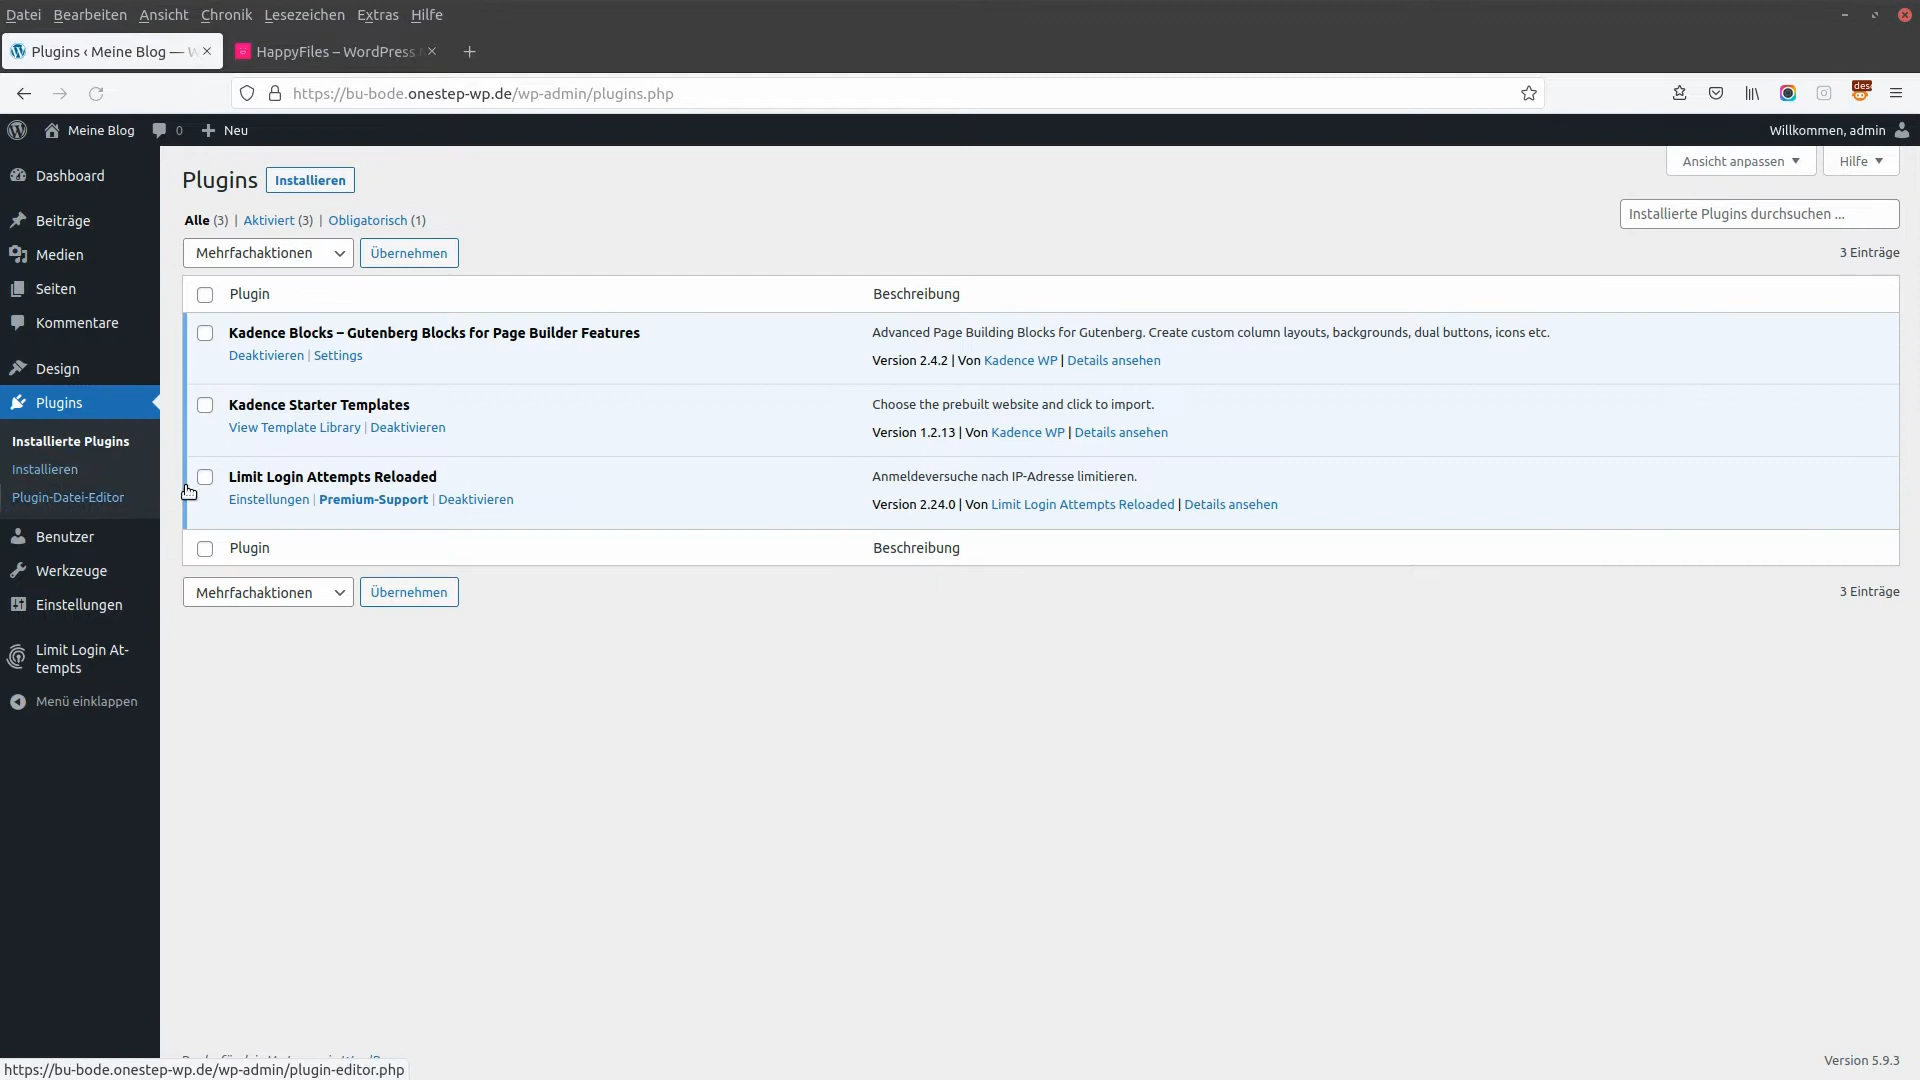 Datei Bearbeiten Ansicht Chronik Lesezeichen Extras Hilfe
Plugins ‹ Meine Blog —
HappyFiles – WordPress
https://bu-bode.onestep-wp.de/wp-admin/plugins.php
Meine Blog 0 Neu
Willkommen, admin
Dashboard
Beiträge
Medien
Seiten
Kommentare
Design
Plugins
Installierte Plugins
Installieren
Plugin-Datei-Editor
Benutzer
Werkzeuge
Einstellungen
Limit Login At-
tempts
Menü einklappen
Ansicht anpassen Hilfe
Plugins Installieren
Alle (3) | Aktiviert (3) | Obligatorisch (1)
Installierte Plugins durchsuchen ...
Mehrfachaktionen Übernehmen
3 Einträge
Plugin Beschreibung
Kadence Blocks – Gutenberg Blocks for Page Builder Features
Deaktivieren | Settings
Advanced Page Building Blocks for Gutenberg. Create custom column layouts, backgrounds, dual buttons, icons etc.
Version 2.4.2 | Von Kadence WP | Details ansehen
Kadence Starter Templates
View Template Library | Deaktivieren
Choose the prebuilt website and click to import.
Version 1.2.13 | Von Kadence WP | Details ansehen
Limit Login Attempts Reloaded
Einstellungen | Premium-Support | Deaktivieren
Anmeldeversuche nach IP-Adresse limitieren.
Version 2.24.0 | Von Limit Login Attempts Reloaded | Details ansehen
Plugin Beschreibung
Mehrfachaktionen Übernehmen
3 Einträge
Version 5.9.3
https://bu-bode.onestep-wp.de/wp-admin/plugin-editor.php